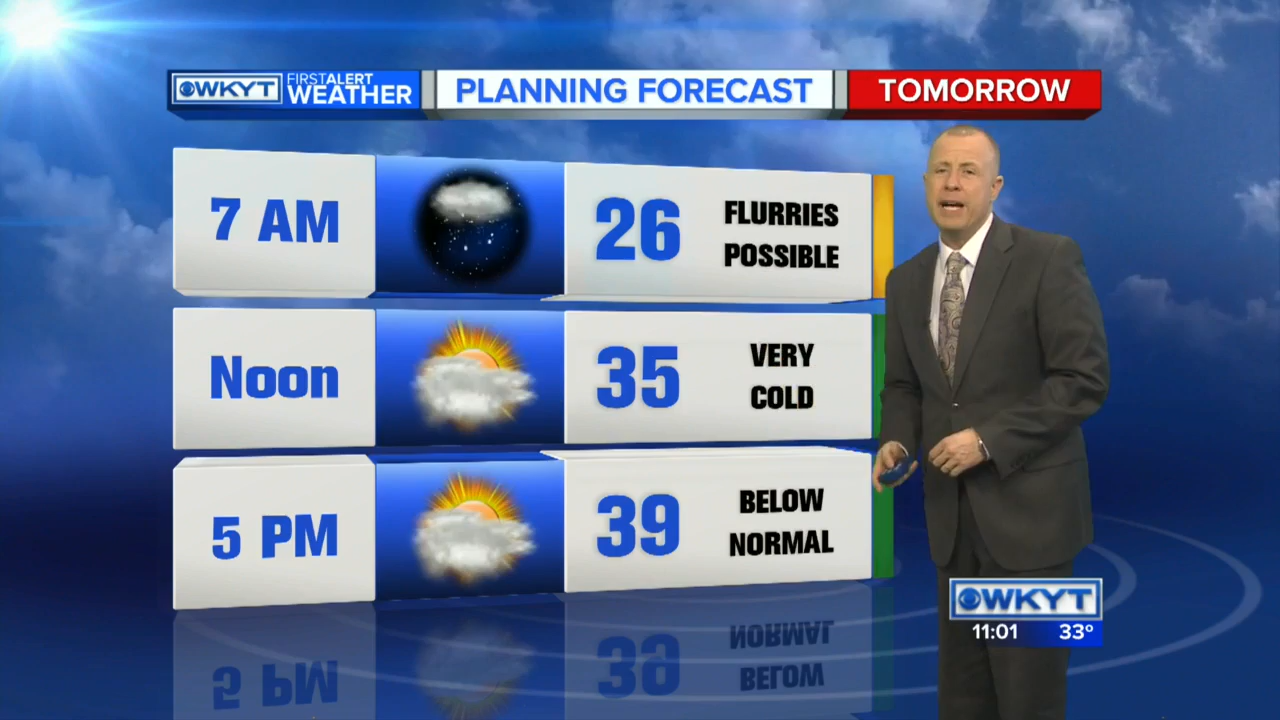 WKYT FIRST ALERT WEATHER PLANNING FORECAST TOMORROW
7 AM 26 FLURRIES POSSIBLE
Noon 35 VERY COLD
5 PM 39 BELOW NORMAL
WKYT
11:01 33°